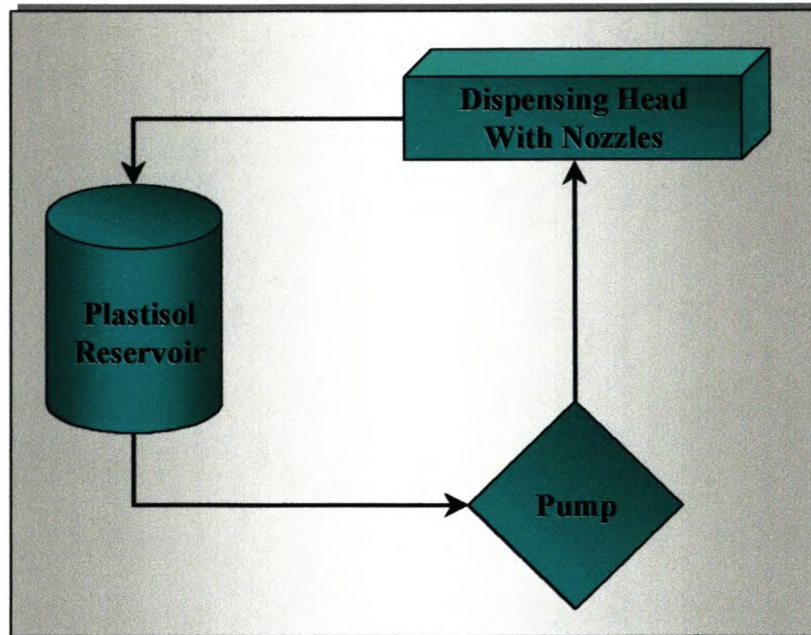 Dispensing Head
With Nozzles
Plastisol
Reservoir
Pump